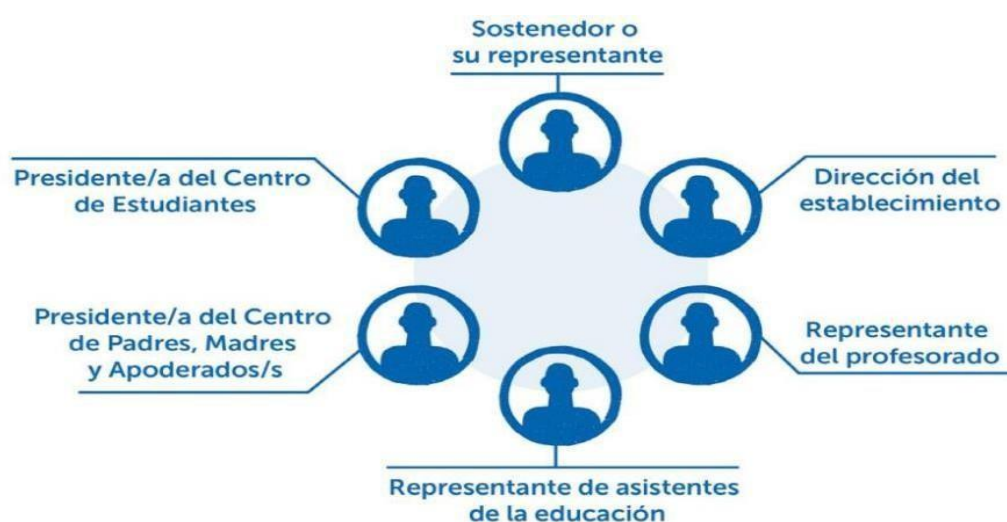 Sostenedor o
su representante
Presidente/a del Centro
de Estudiantes
Dirección del
establecimiento
Presidente/a del Centro
de Padres, Madres
y Apoderados/s
Representante
del profesorado
Representante de asistentes
de la educación